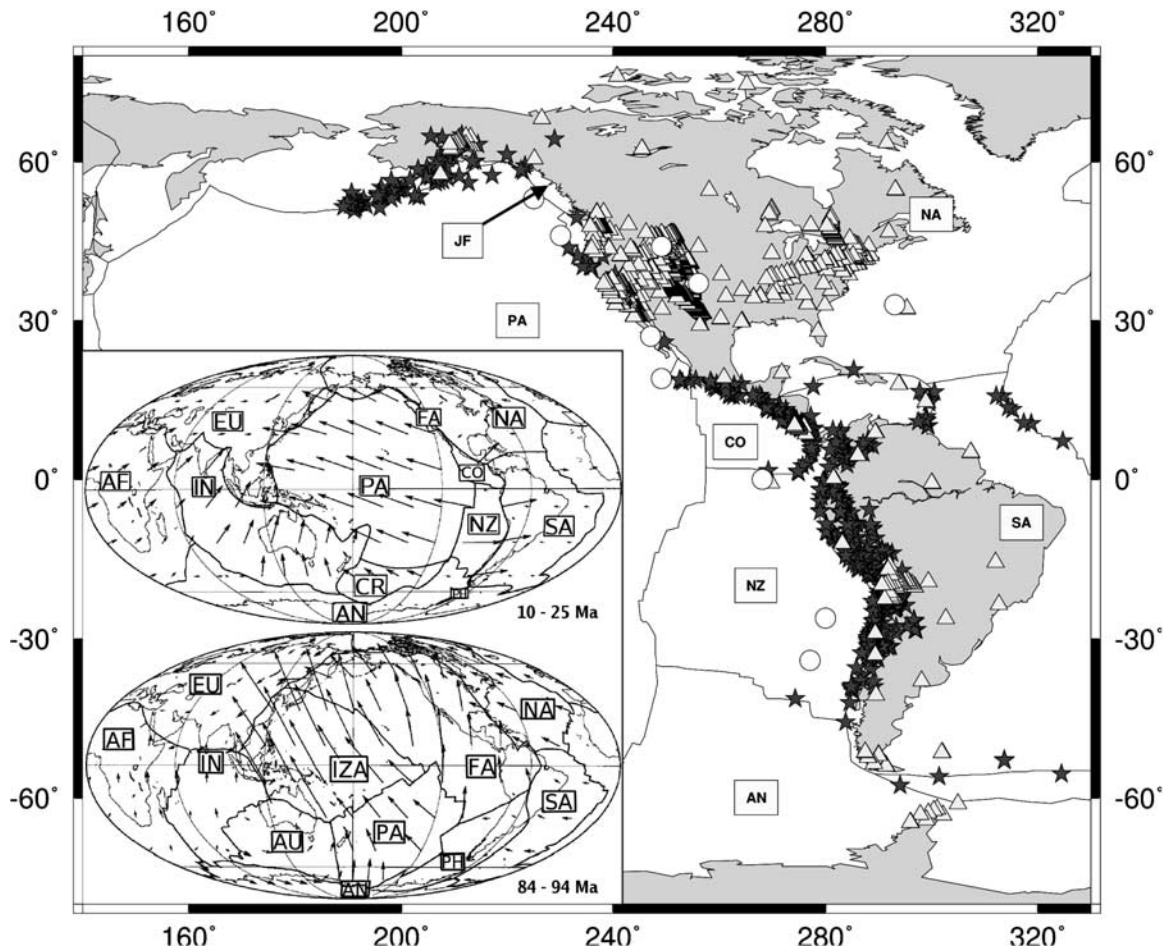 160° 200° 240° 280° 320°
60° 60°
NA
JF
PA
30° 30°
CO
0° 0°
SA
NZ
-30° -30°
AN
-60° -60°
EU FA NA
CO
AF IN PA
NZ SA
CR
AN
10 - 25 Ma
EU
NA
AF
IN IZA FA
SA
AU PA
PH
AN
84 - 94 Ma
160° 200° 240° 280° 320°